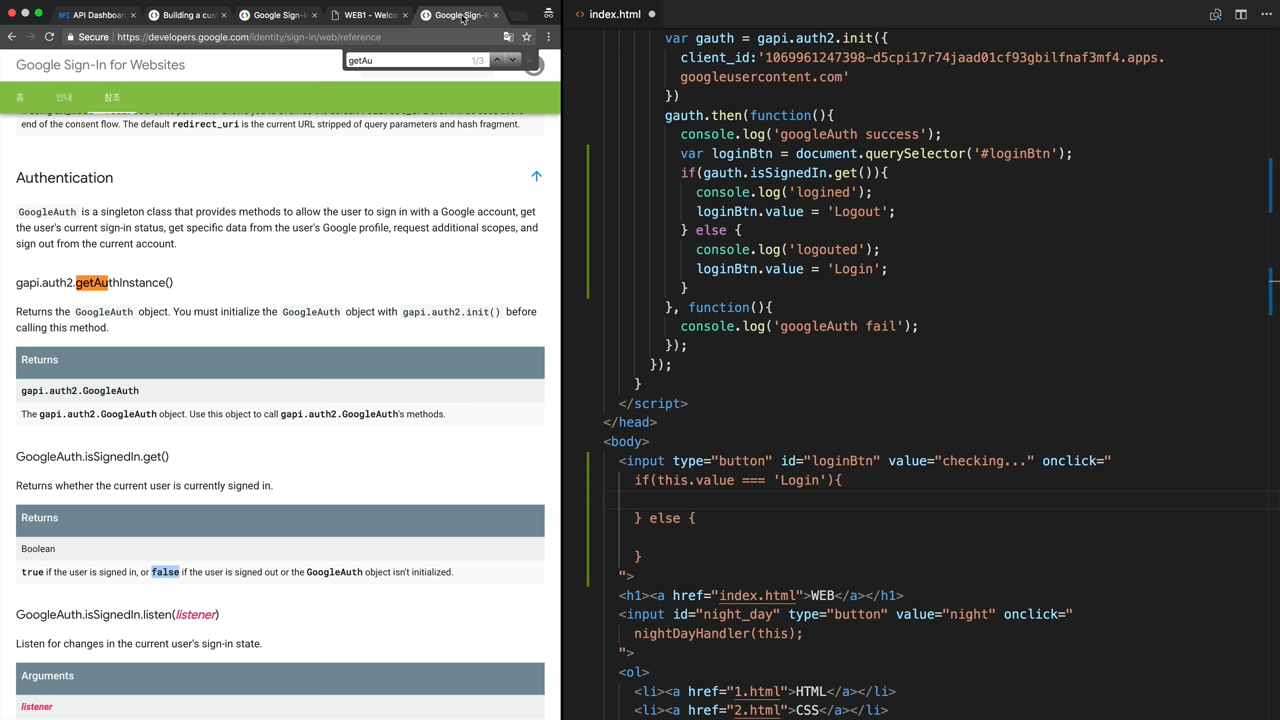 API Dashboar
Building a cus
Google Sign-In
WEB1 - Welco
Google Sign-In
Secure | https://developers.google.com/identity/sign-in/web/reference
Google Sign-In for Websites
getAu 1/3
홈 안내 참조
end of the consent flow. The default redirect_uri is the current URL stripped of query parameters and hash fragment.
Authentication
GoogleAuth is a singleton class that provides methods to allow the user to sign in with a Google account, get
the user's current sign-in status, get specific data from the user's Google profile, request additional scopes, and
sign out from the current account.
gapi.auth2.getAuthInstance()
Returns the GoogleAuth object. You must initialize the GoogleAuth object with gapi.auth2.init() before
calling this method.
Returns
gapi.auth2.GoogleAuth
The gapi.auth2.GoogleAuth object. Use this object to call gapi.auth2.GoogleAuth's methods.
GoogleAuth.isSignedIn.get()
Returns whether the current user is currently signed in.
Returns
Boolean
true if the user is signed in, or false if the user is signed out or the GoogleAuth object isn't initialized.
GoogleAuth.isSignedIn.listen(listener)
Listen for changes in the current user's sign-in state.
Arguments
listener
index.html
var gauth = gapi.auth2.init({
client_id:'1069961247398-d5cpi17r74jaad01cf93gbilfnaf3mf4.apps.
googleusercontent.com'
})
gauth.then(function(){
console.log('googleAuth success');
var loginBtn = document.querySelector('#loginBtn');
if(gauth.isSignedIn.get()){
console.log('logined');
loginBtn.value = 'Logout';
} else {
console.log('logouted');
loginBtn.value = 'Login';
}
}, function(){
console.log('googleAuth fail');
});
});
}
</script>
</head>
<body>
<input type="button" id="loginBtn" value="checking..." onclick="
if(this.value === 'Login'){
} else {
}
">
<h1><a href="index.html">WEB</a></h1>
<input id="night_day" type="button" value="night" onclick="
nightDayHandler(this);
">
<ol>
<li><a href="1.html">HTML</a></li>
<li><a href="2.html">CSS</a></li>